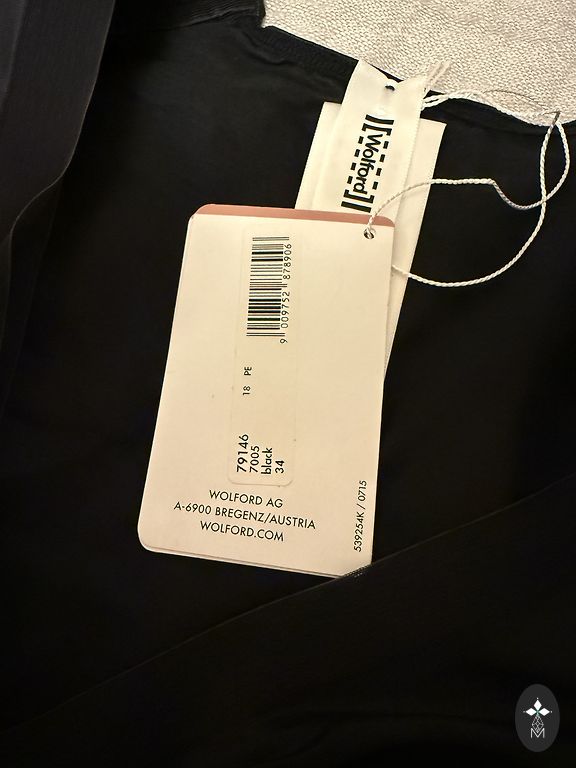 ][Wolford][
9 009752 878906
18 PE
79146
7005
black
34
WOLFORD AG
A-6900 BREGENZ/AUSTRIA
WOLFORD.COM
539254K / 0715
M